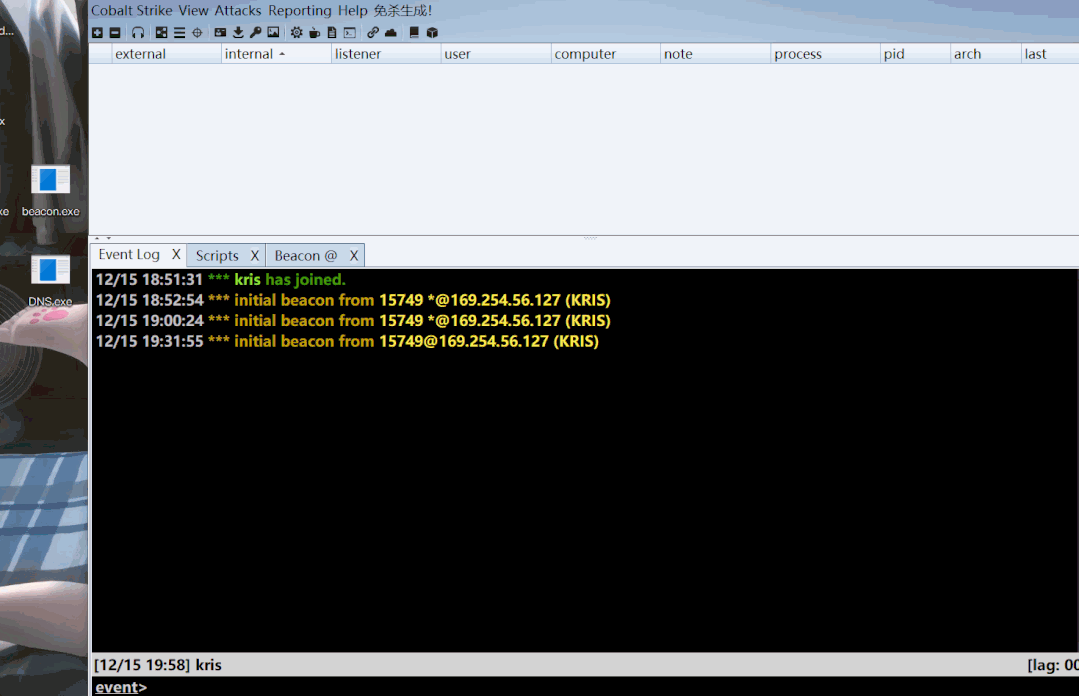 Cobalt Strike View Attacks Reporting Help 免杀生成!
external internal listener user computer note process pid arch last
beacon.exe
DNS.exe
Event Log X Scripts X Beacon @ X
12/15 18:51:31 *** kris has joined.
12/15 18:52:54 *** initial beacon from 15749 *@169.254.56.127 (KRIS)
12/15 19:00:24 *** initial beacon from 15749 *@169.254.56.127 (KRIS)
12/15 19:31:55 *** initial beacon from 15749@169.254.56.127 (KRIS)
[12/15 19:58] kris [lag: 00
event>